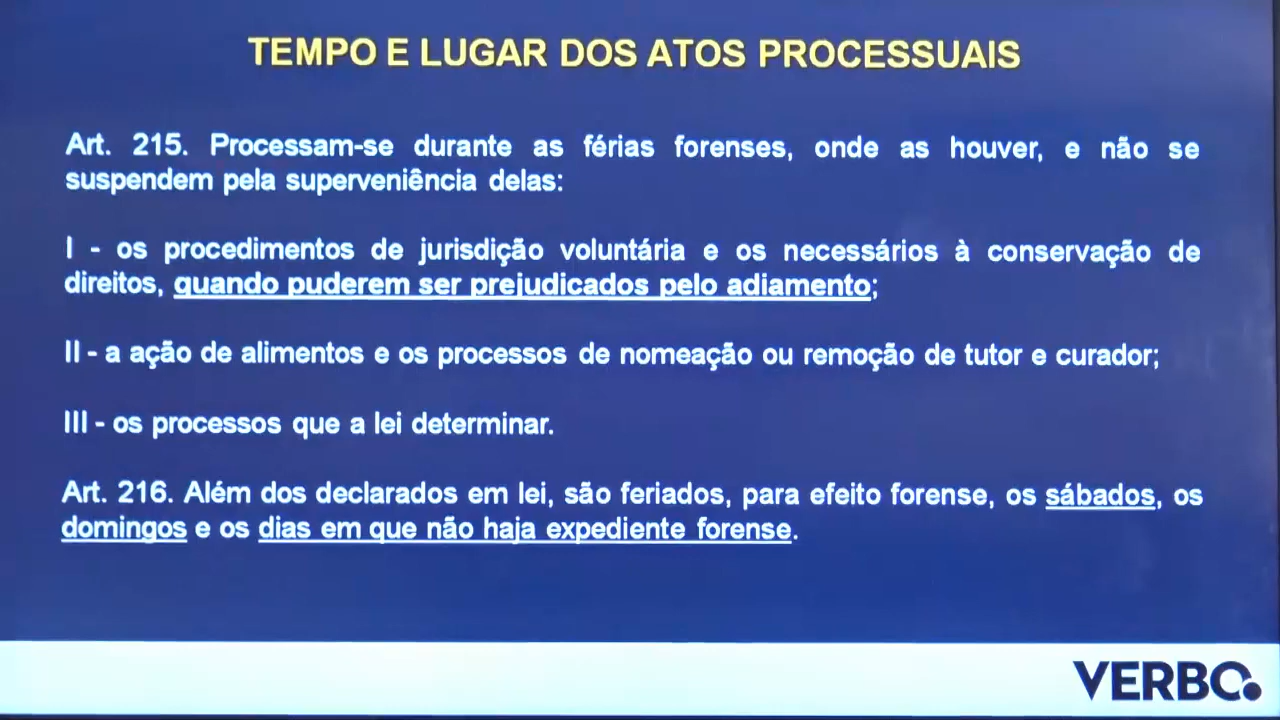 TEMPO E LUGAR DOS ATOS PROCESSUAIS
Art. 215. Processam-se durante as férias forenses, onde as houver, e não se
suspendem pela superveniência delas:
I - os procedimentos de jurisdição voluntária e os necessários à conservação de
direitos, quando puderem ser prejudicados pelo adiamento;
II - a ação de alimentos e os processos de nomeação ou remoção de tutor e curador;
III - os processos que a lei determinar.
Art. 216. Além dos declarados em lei, são feriados, para efeito forense, os sábados, os
domingos e os dias em que não haja expediente forense.
VERBO.